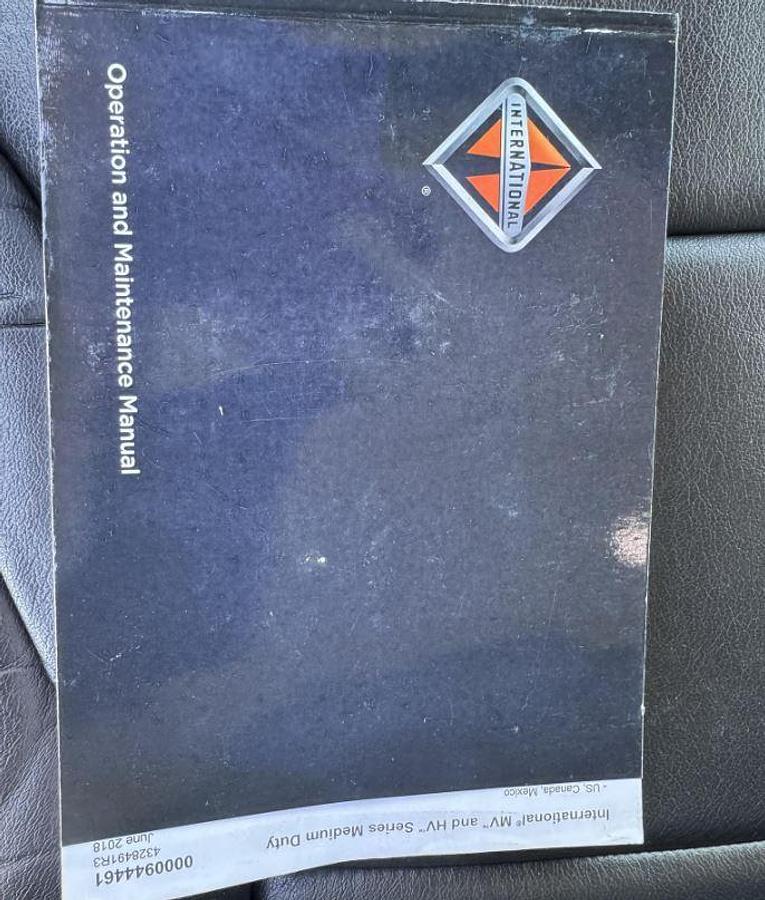 INTERNATIONAL
®
Operation and Maintenance Manual
International® MV™ and HV™ Series Medium Duty
- US, Canada, Mexico
0000944461
4328491R3
June 2018